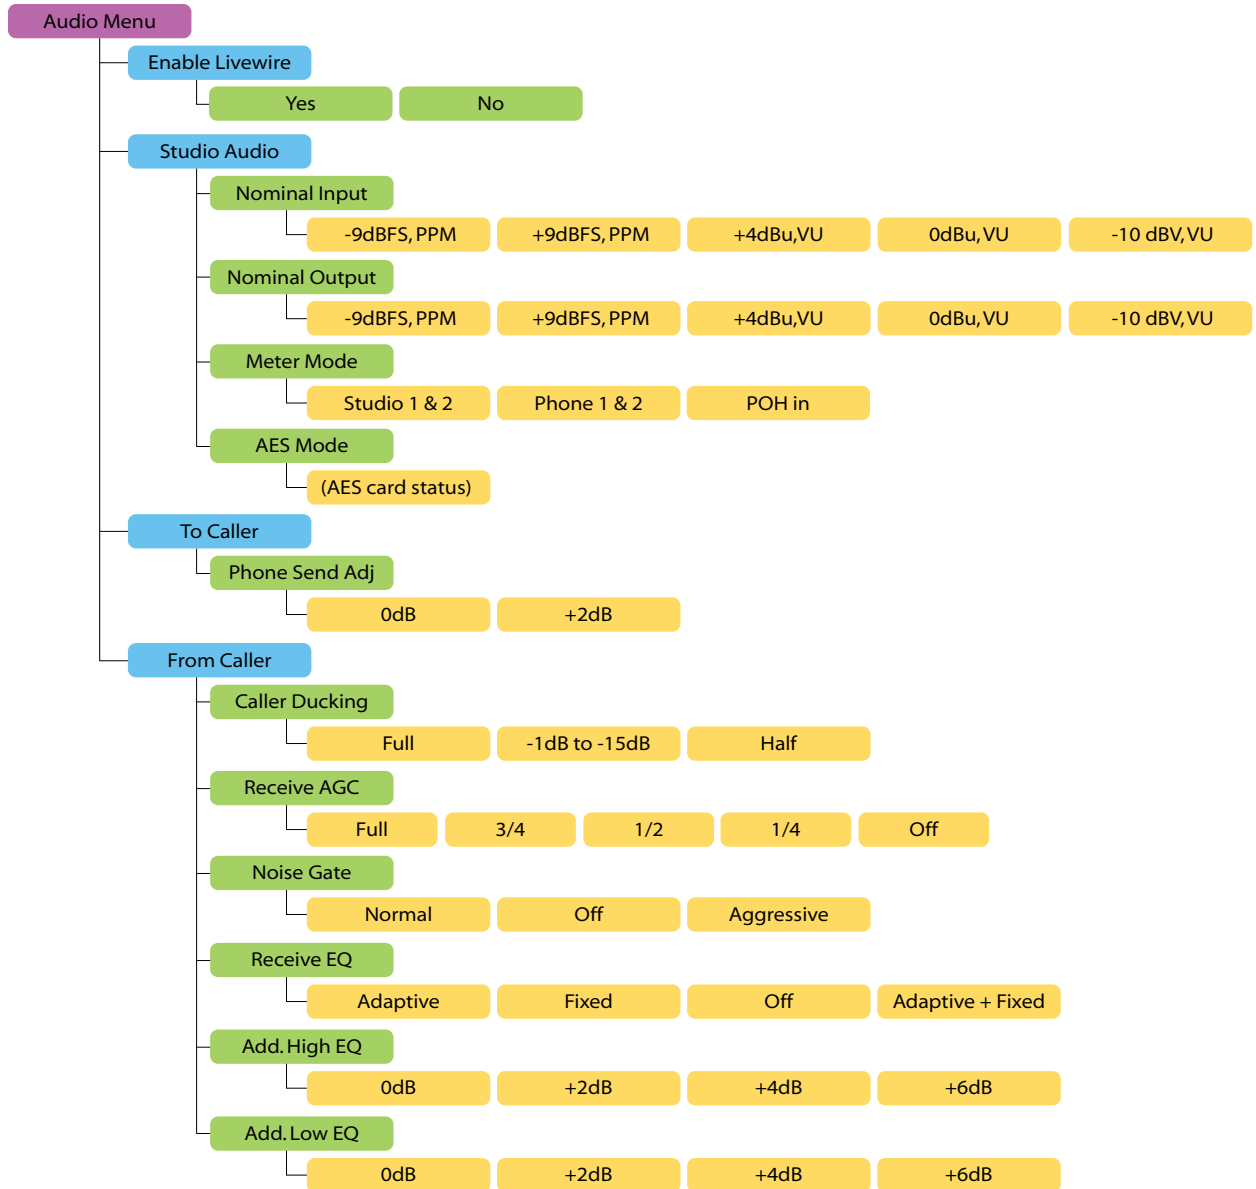 Audio Menu
Enable Livewire
Yes No
Studio Audio
Nominal Input
-9dBFS, PPM +9dBFS, PPM +4dBu, VU 0dBu, VU -10 dBV, VU
Nominal Output
-9dBFS, PPM +9dBFS, PPM +4dBu, VU 0dBu, VU -10 dBV, VU
Meter Mode
Studio 1 & 2 Phone 1 & 2 POH in
AES Mode
(AES card status)
To Caller
Phone Send Adj
0dB +2dB
From Caller
Caller Ducking
Full -1dB to -15dB Half
Receive AGC
Full 3/4 1/2 1/4 Off
Noise Gate
Normal Off Aggressive
Receive EQ
Adaptive Fixed Off Adaptive + Fixed
Add. High EQ
0dB +2dB +4dB +6dB
Add. Low EQ
0dB +2dB +4dB +6dB